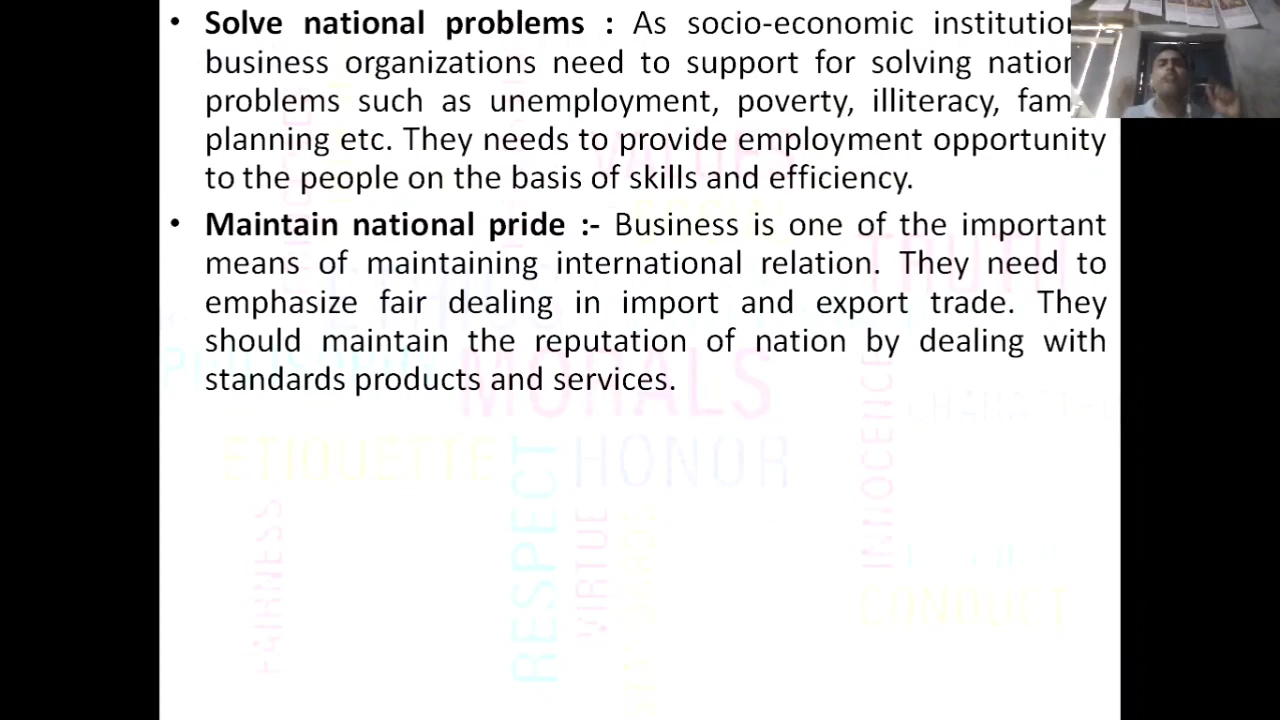 • Solve national problems : As socio-economic institution
business organizations need to support for solving nation
problems such as unemployment, poverty, illiteracy, fam
planning etc. They needs to provide employment opportunity
to the people on the basis of skills and efficiency.
• Maintain national pride :- Business is one of the important
means of maintaining international relation. They need to
emphasize fair dealing in import and export trade. They
should maintain the reputation of nation by dealing with
standards products and services.
TRUTH
MORALS
ETIQUETTE
HONOR
RESPECT
INNOCENCE
FAIRNESS
VIRTUE
CONDUCT